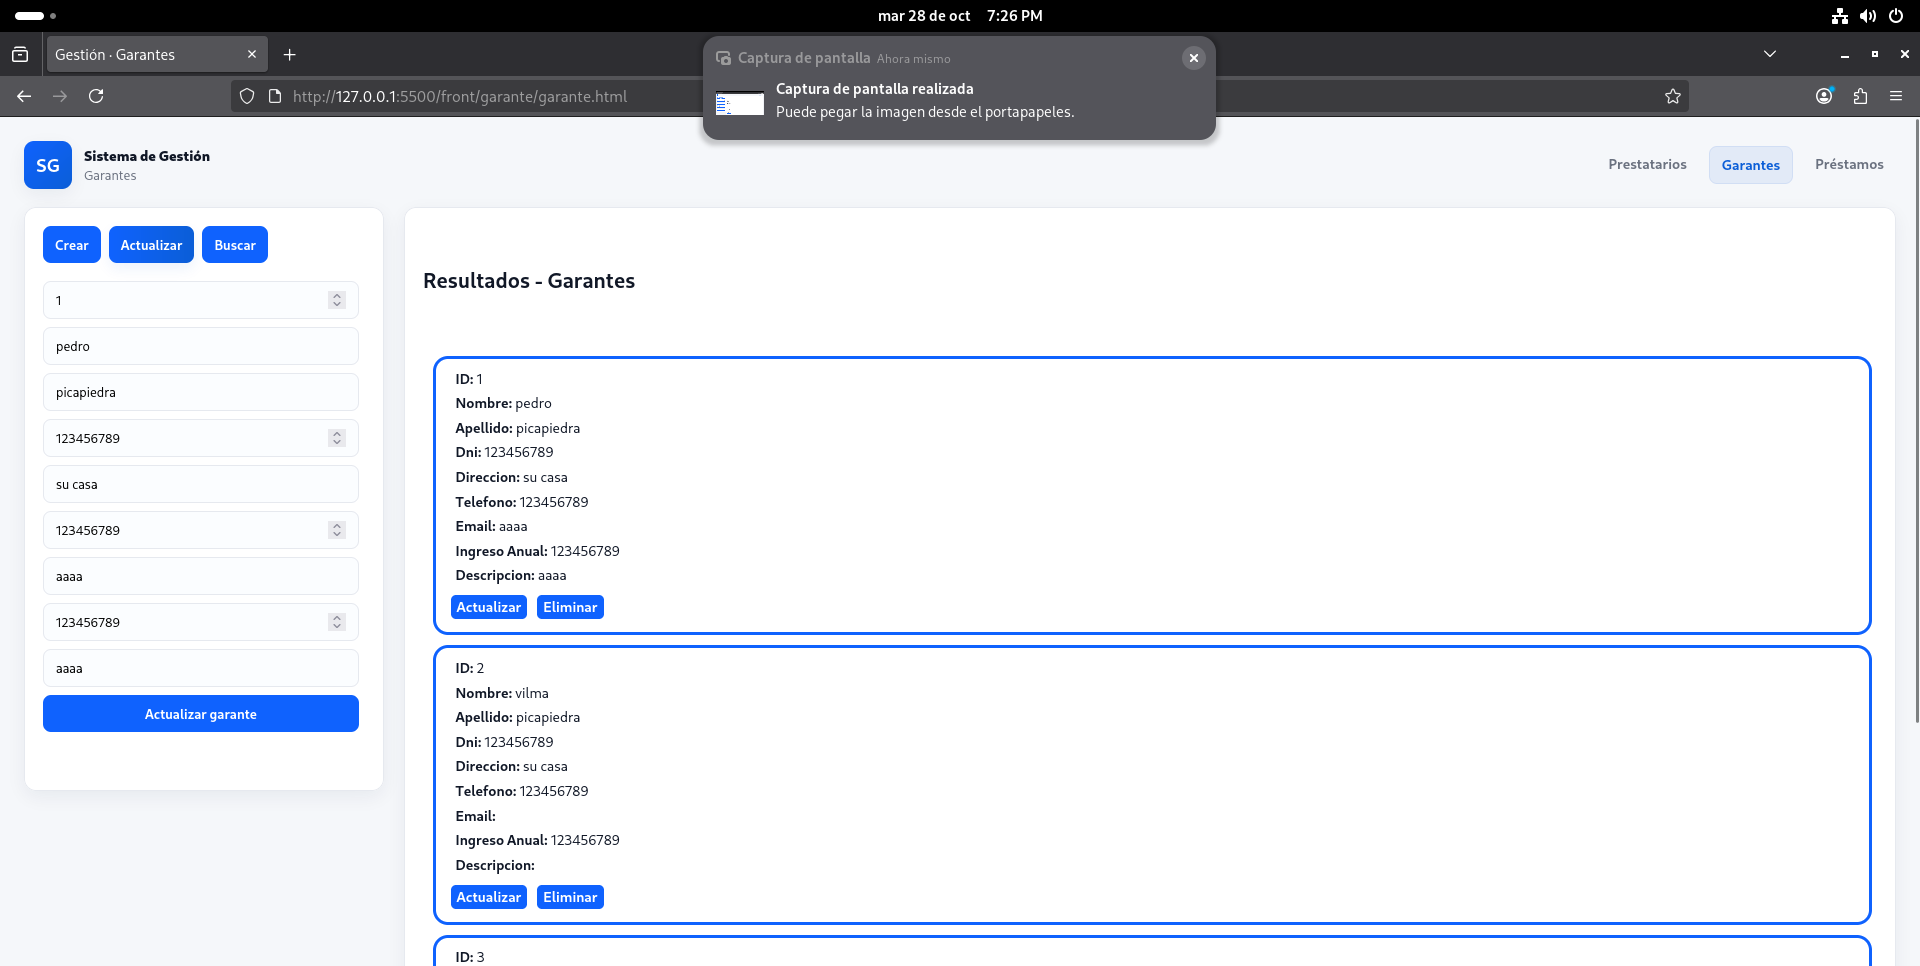 mar 28 de oct 7:26 PM
Gestión · Garantes
Captura de pantalla Ahora mismo
Captura de pantalla realizada
Puede pegar la imagen desde el portapapeles.
http://127.0.0.1:5500/front/garante/garante.html
SG
Sistema de Gestión
Garantes
Prestatarios Garantes Préstamos
Crear Actualizar Buscar
1
pedro
picapiedra
123456789
su casa
123456789
aaaa
123456789
aaaa
Actualizar garante
Resultados - Garantes
ID: 1
Nombre: pedro
Apellido: picapiedra
Dni: 123456789
Direccion: su casa
Telefono: 123456789
Email: aaaa
Ingreso Anual: 123456789
Descripcion: aaaa
Actualizar Eliminar
ID: 2
Nombre: vilma
Apellido: picapiedra
Dni: 123456789
Direccion: su casa
Telefono: 123456789
Email:
Ingreso Anual: 123456789
Descripcion:
Actualizar Eliminar
ID: 3